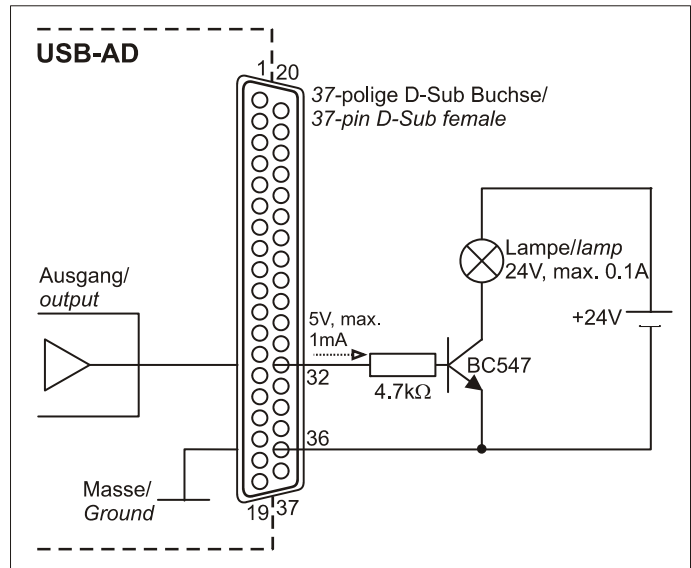 USB-AD
1 20
37-polige D-Sub Buchse/
37-pin D-Sub female
Lampe/lamp
24V, max. 0.1A
Ausgang/
output
+24V
5V, max.
1mA
BC547
32
4.7kΩ
36
Masse/
Ground
19 37